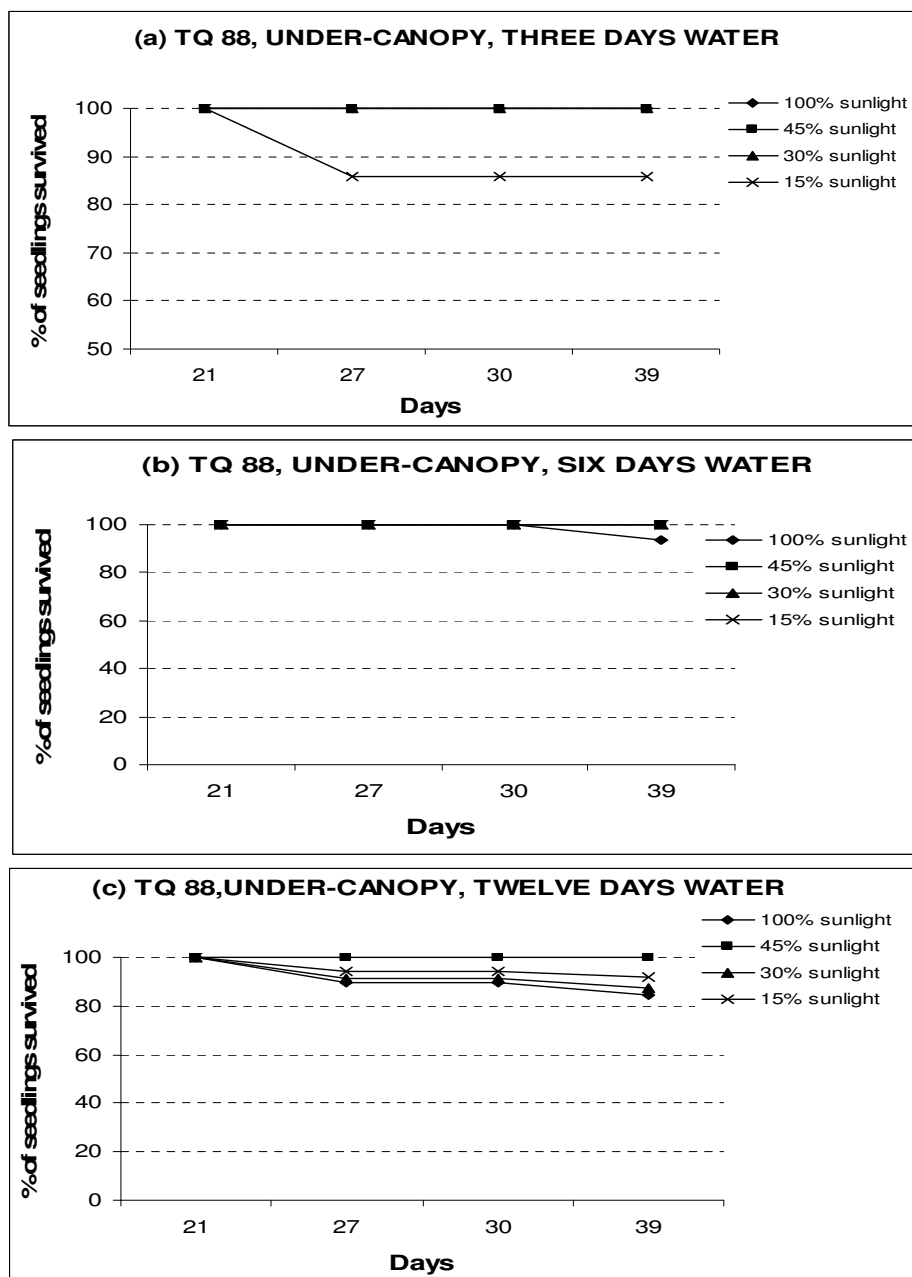 (a) TQ 88, UNDER-CANOPY, THREE DAYS WATER
% of seedlings survived
100
90
80
70
60
50
21 27 30 39
Days
100% sunlight
45% sunlight
30% sunlight
15% sunlight
(b) TQ 88, UNDER-CANOPY, SIX DAYS WATER
% of seedlings survived
100
80
60
40
20
0
21 27 30 39
Days
100% sunlight
45% sunlight
30% sunlight
15% sunlight
(c) TQ 88,UNDER-CANOPY, TWELVE DAYS WATER
% of seedlings survived
100
80
60
40
20
0
21 27 30 39
Days
100% sunlight
45% sunlight
30% sunlight
15% sunlight